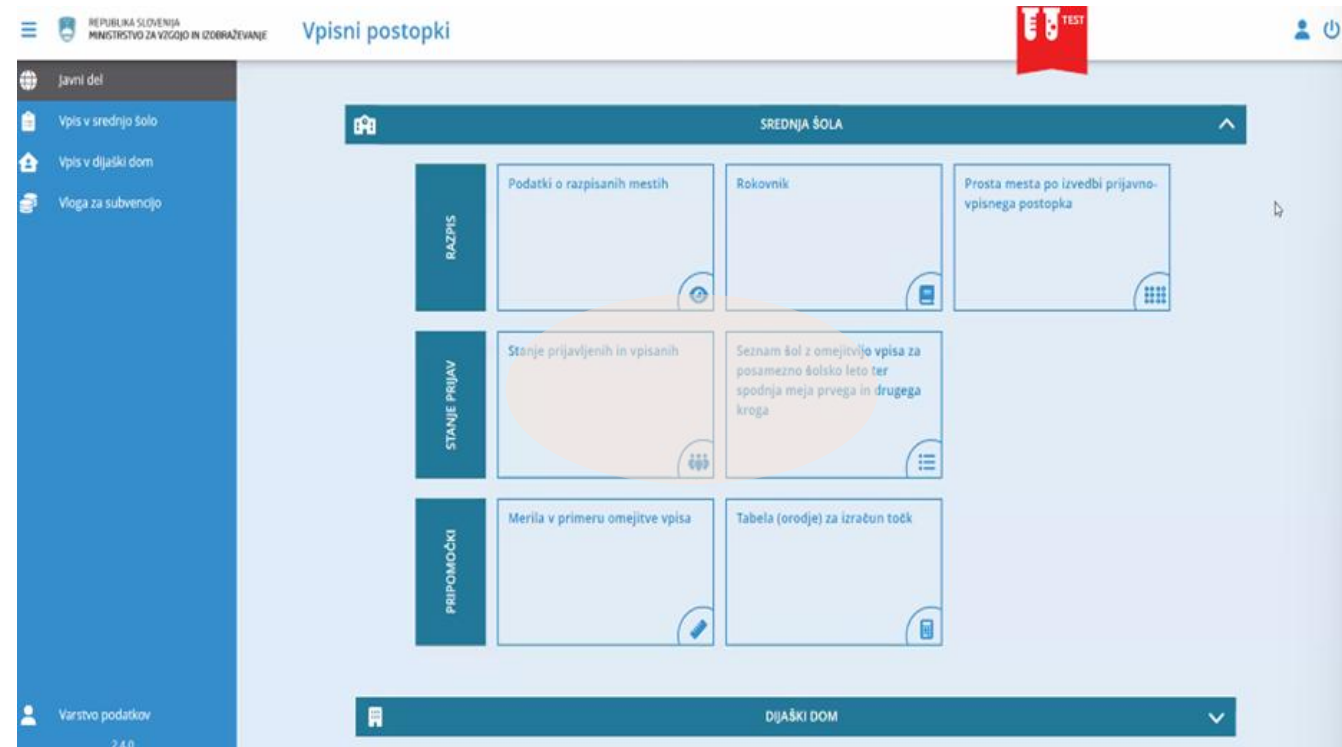 REPUBLIKA SLOVENIJA
MINISTRSTVO ZA VZGOJO IN IZOBRAŽEVANJE
Vpisni postopki
TEST
Javni del
Vpis v srednjo šolo
Vpis v dijaški dom
Vloga za subvencijo
SREDNJA ŠOLA
RAZPIS
Podatki o razpisanih mestih
Rokovnik
Prosta mesta po izvedbi prijavno-
vpisnega postopka
STANJE PRIJAV
Stanje prijavljenih in vpisanih
Seznam šol z omejitvijo vpisa za
posamezno šolsko leto ter
spodnja meja prvega in drugega
kroga
PRIPOMOČKI
Merila v primeru omejitve vpisa
Tabela (orodje) za izračun točk
DIJAŠKI DOM
Varstvo podatkov
2.4.0